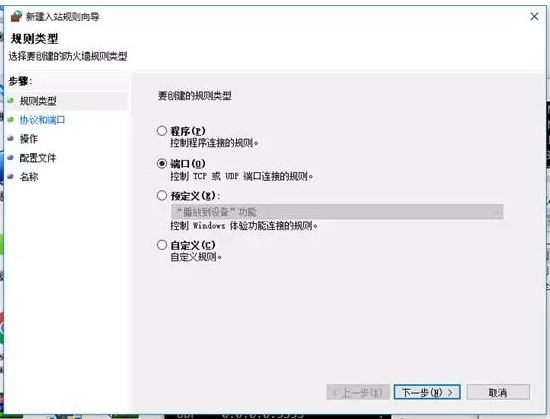 新建入站规则向导
规则类型
选择要创建的防火墙规则类型
步骤:
规则类型
协议和端口
操作
配置文件
名称
要创建的规则类型
程序(P)
控制程序连接的规则。
端口(O)
控制 TCP 或 UDP 端口连接的规则。
预定义(E):
“播放到设备”功能
控制 Windows 体验功能连接的规则。
自定义(C)
自定义规则。
< 上一步(B)
下一步(N) >
取消